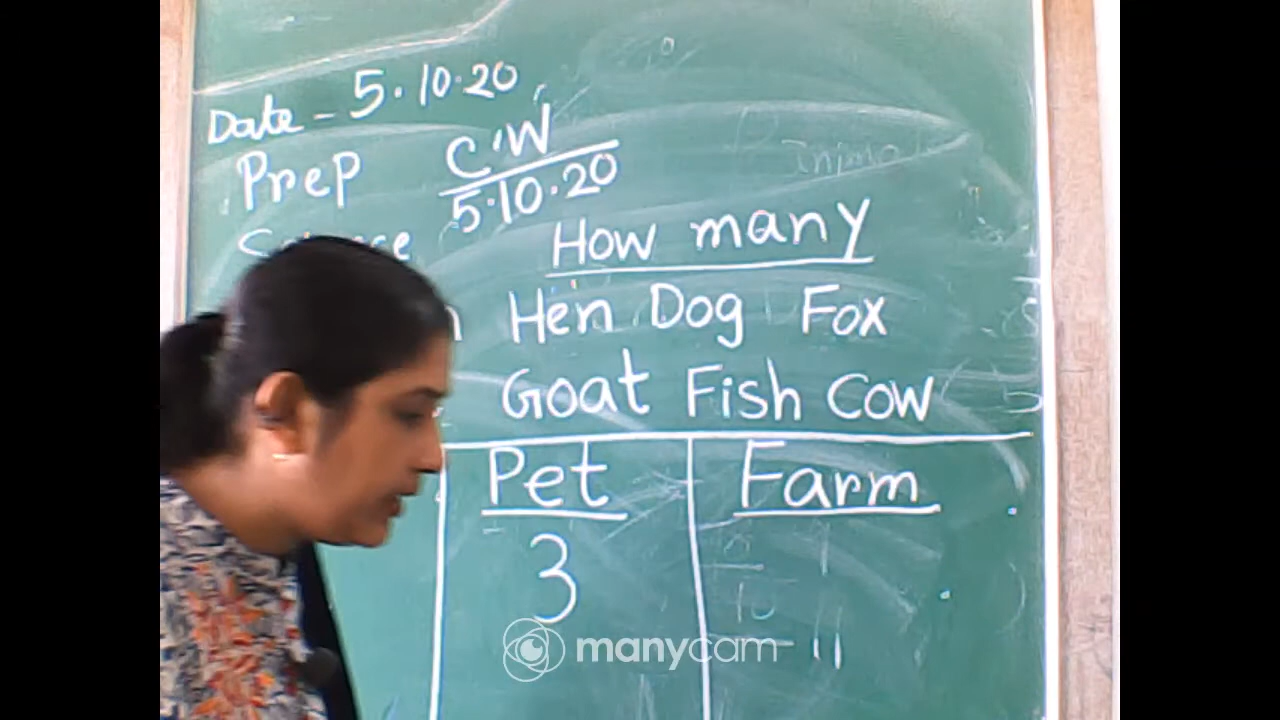 Date - 5.10.20
Prep
C.W
5.10.20
How many
Hen Dog Fox
Goat Fish Cow
Pet Farm
3
manycam